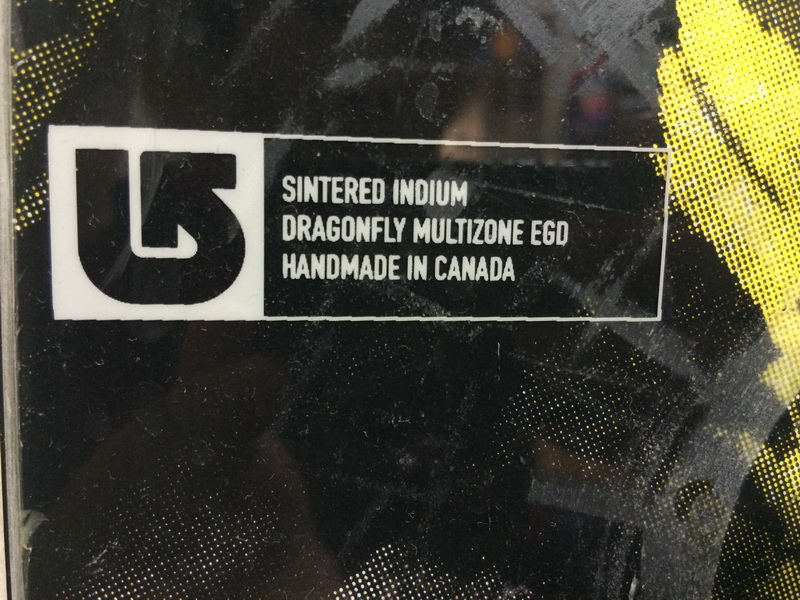 SINTERED INDIUM
DRAGONFLY MULTIZONE EGD
HANDMADE IN CANADA